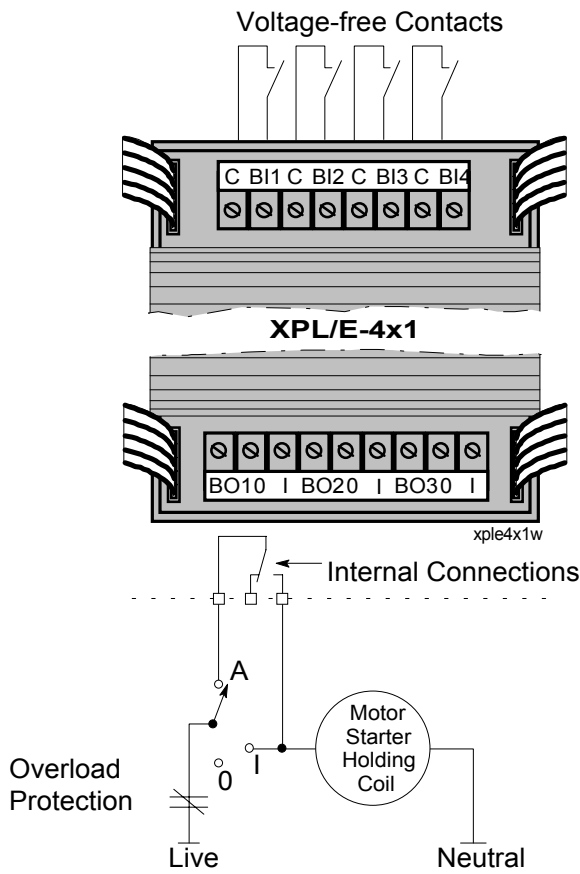 Voltage-free Contacts
C BI1 C BI2 C BI3 C BI4
XPL/E-4x1
BO10 I BO20 I BO30 I
xple4x1w
Internal Connections
A
Motor
Starter
Holding
Coil
I
0
Overload
Protection
Live
Neutral